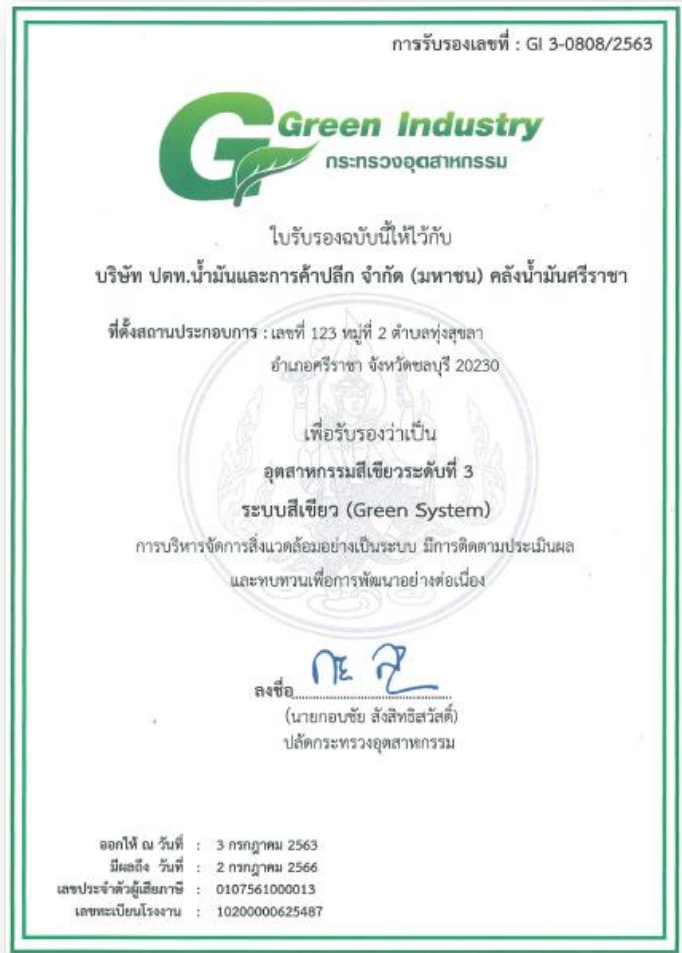 การรับรองเลขที่ : GI 3-0808/2563
Green Industry
กระทรวงอุตสาหกรรม
ใบรับรองฉบับนี้ให้ไว้กับ
บริษัท ปตท.น้ำมันและการค้าปลีก จำกัด (มหาชน) คลังน้ำมันศรีราชา
ที่ตั้งสถานประกอบการ : เลขที่ 123 หมู่ที่ 2 ตำบลทุ่งสุขลา
อำเภอศรีราชา จังหวัดชลบุรี 20230
เพื่อรับรองว่าเป็น
อุตสาหกรรมสีเขียวระดับที่ 3
ระบบสีเขียว (Green System)
การบริหารจัดการสิ่งแวดล้อมอย่างเป็นระบบ มีการติดตามประเมินผล
และทบทวนเพื่อการพัฒนาอย่างต่อเนื่อง
ลงชื่อ
(นายกอบชัย สังสิทธิสวัสดิ์)
ปลัดกระทรวงอุตสาหกรรม
ออกให้ ณ วันที่ : 3 กรกฎาคม 2563
มีผลถึง วันที่ : 2 กรกฎาคม 2566
เลขประจำตัวผู้เสียภาษี : 0107561000013
เลขทะเบียนโรงงาน : 10200000625487